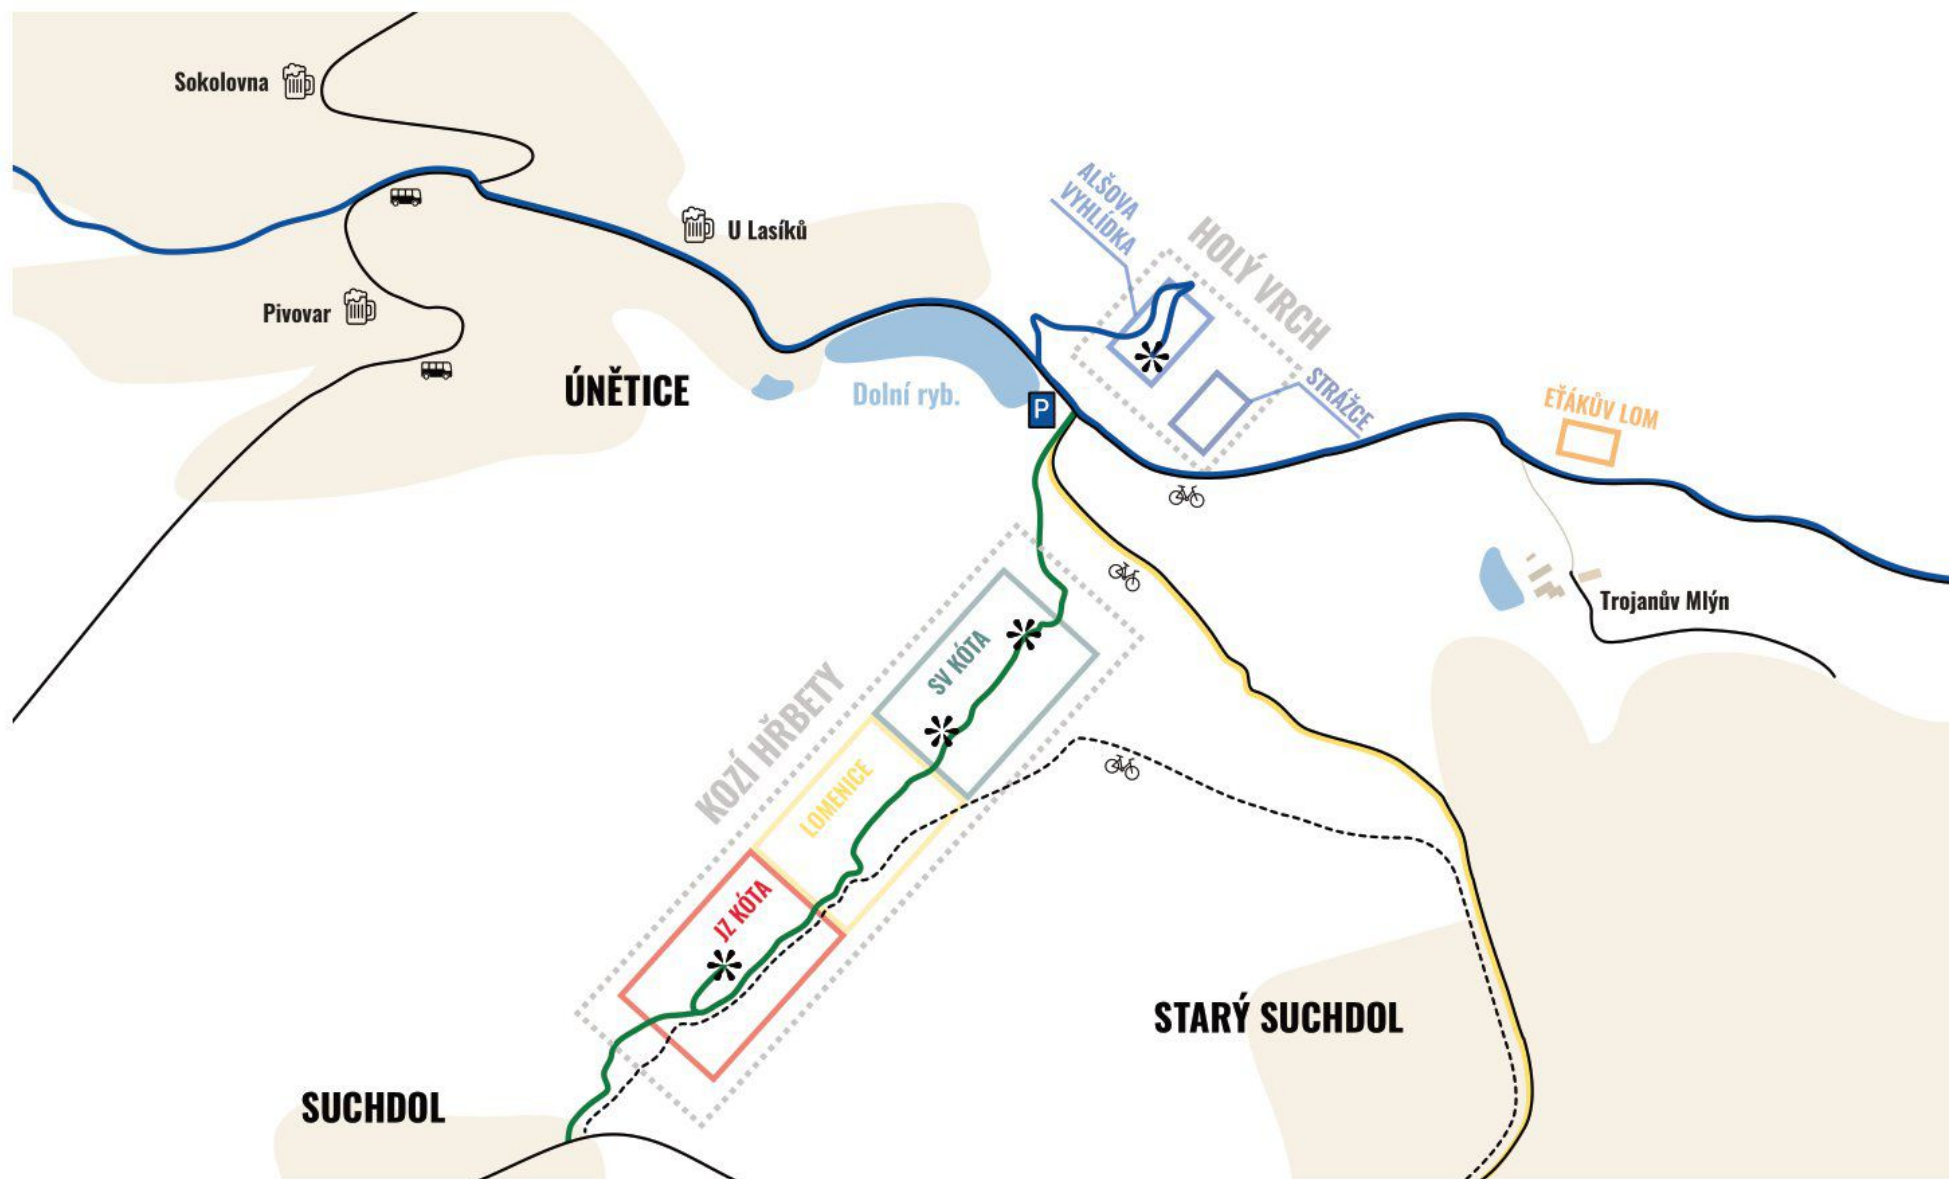 Sokolovna
U Lasíků
Pivovar
ÚNĚTICE
Dolní ryb.
P
ALŠOVA
VYHLÍDKA
HOLÝ VRCH
STRÁŽCE
EŤÁKŮV LOM
Trojanův Mlýn
SV KÓTA
KOZÍ HŘBETY
LOMENICE
JZ KÓTA
STARÝ SUCHDOL
SUCHDOL